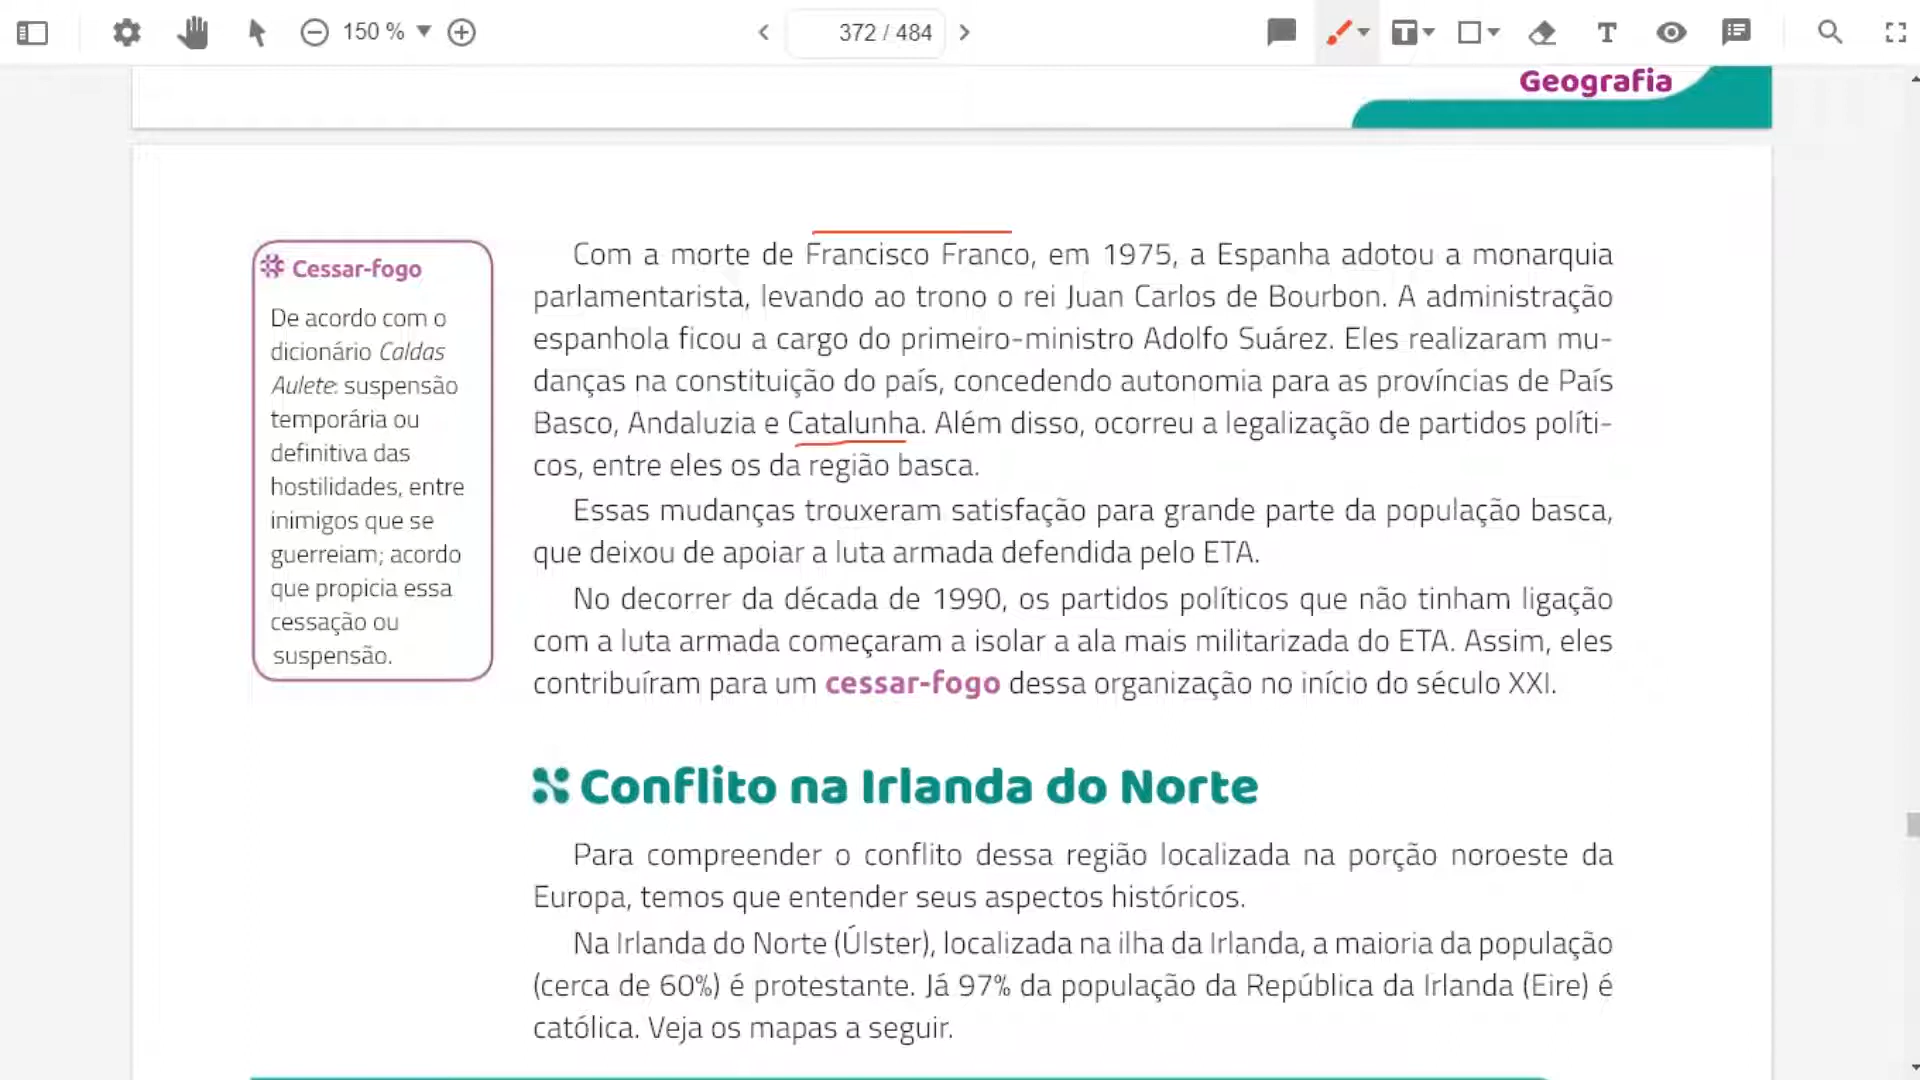 150 %
372 / 484
Geografia
Cessar-fogo
De acordo com o
dicionário Caldas
Aulete: suspensão
temporária ou
definitiva das
hostilidades, entre
inimigos que se
guerreiam; acordo
que propicia essa
cessação ou
suspensão.
Com a morte de Francisco Franco, em 1975, a Espanha adotou a monarquia
parlamentarista, levando ao trono o rei Juan Carlos de Bourbon. A administração
espanhola ficou a cargo do primeiro-ministro Adolfo Suárez. Eles realizaram mu-
danças na constituição do país, concedendo autonomia para as províncias de País
Basco, Andaluzia e Catalunha. Além disso, ocorreu a legalização de partidos políti-
cos, entre eles os da região basca.
Essas mudanças trouxeram satisfação para grande parte da população basca,
que deixou de apoiar a luta armada defendida pelo ETA.
No decorrer da década de 1990, os partidos políticos que não tinham ligação
com a luta armada começaram a isolar a ala mais militarizada do ETA. Assim, eles
contribuíram para um cessar-fogo dessa organização no início do século XXI.
Conflito na Irlanda do Norte
Para compreender o conflito dessa região localizada na porção noroeste da
Europa, temos que entender seus aspectos históricos.
Na Irlanda do Norte (Úlster), localizada na ilha da Irlanda, a maioria da população
(cerca de 60%) é protestante. Já 97% da população da República da Irlanda (Eire) é
católica. Veja os mapas a seguir.